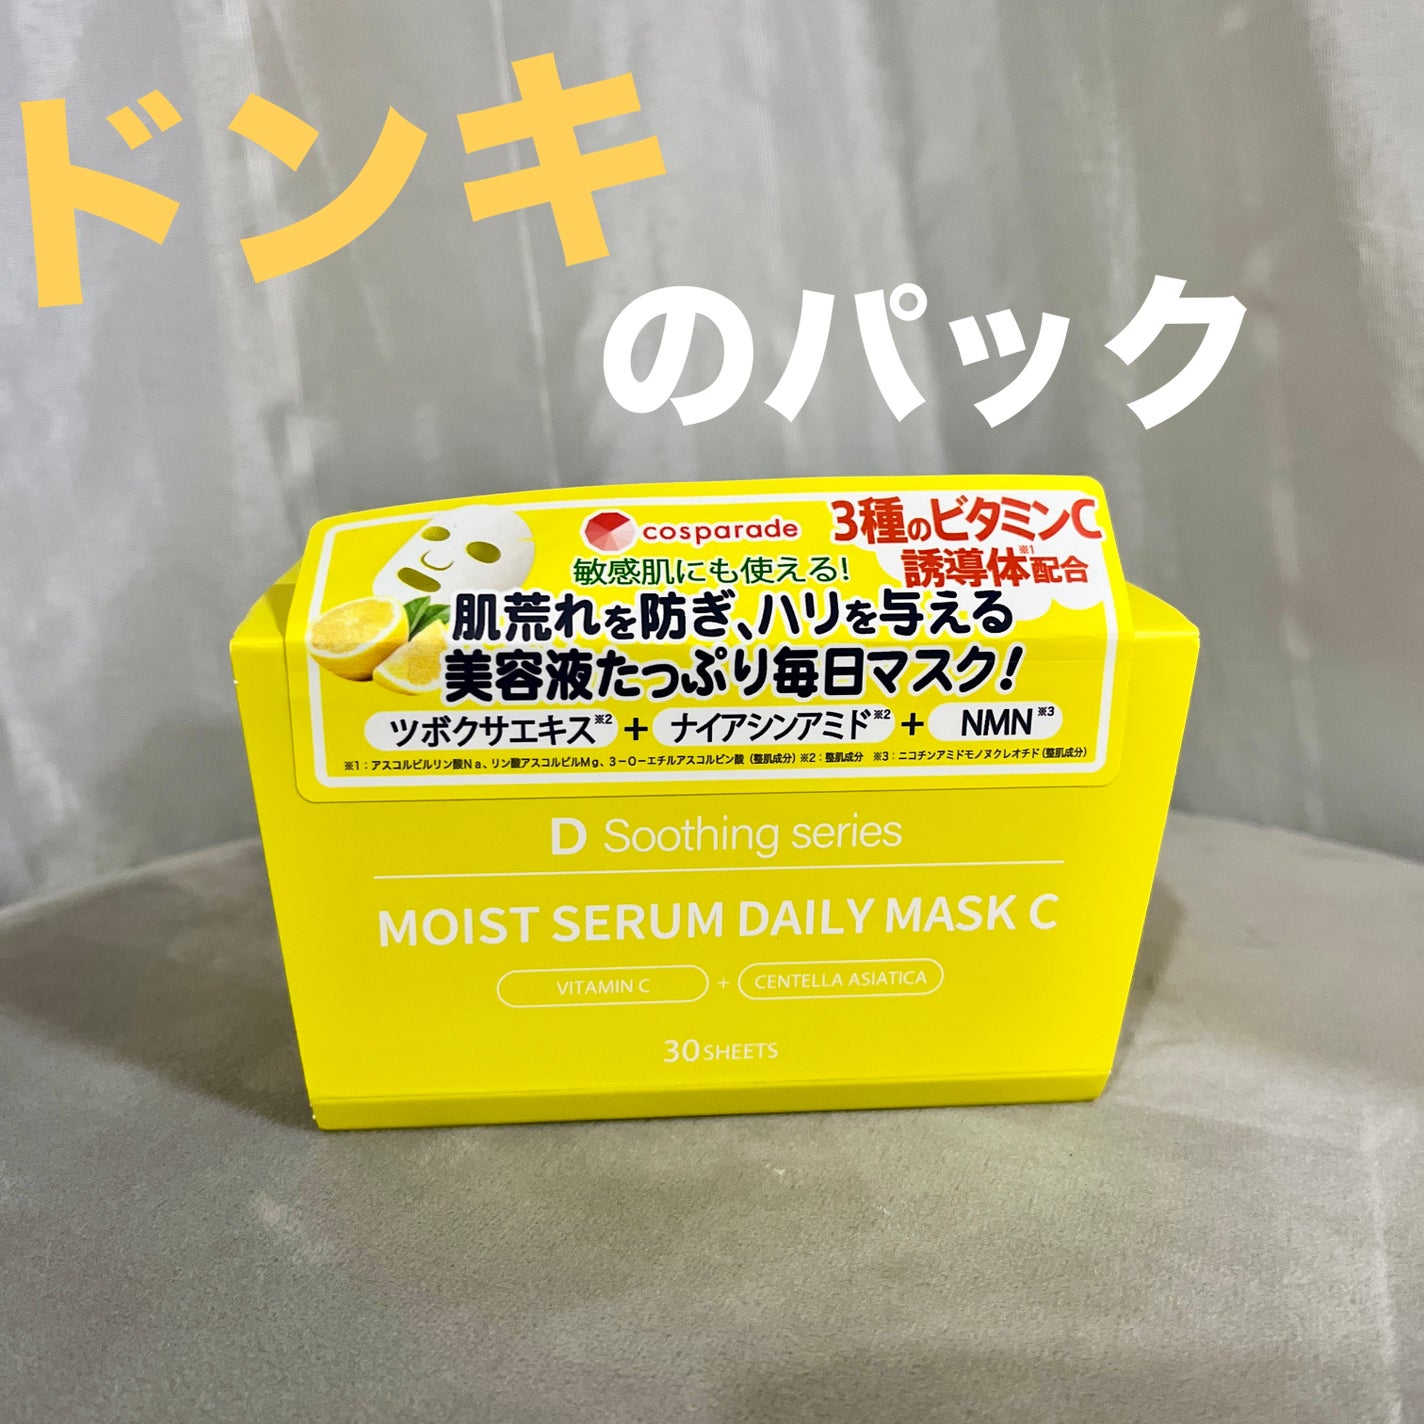 ドンキ
のパック
cosparade
3種のビタミンC
誘導体※1配合
敏感肌にも使える!
肌荒れを防ぎ、ハリを与える
美容液たっぷり毎日マスク!
ツボクサエキス※2 + ナイアシンアミド※2 + NMN※3
※1:アスコルビルリン酸Na、リン酸アスコルビルMg、3-O-エチルアスコルビン酸(整肌成分)※2:整肌成分 ※3:ニコチンアミドモノヌクレオチド(整肌成分)
D Soothing series
MOIST SERUM DAILY MASK C
VITAMIN C + CENTELLA ASIATICA
30 SHEETS